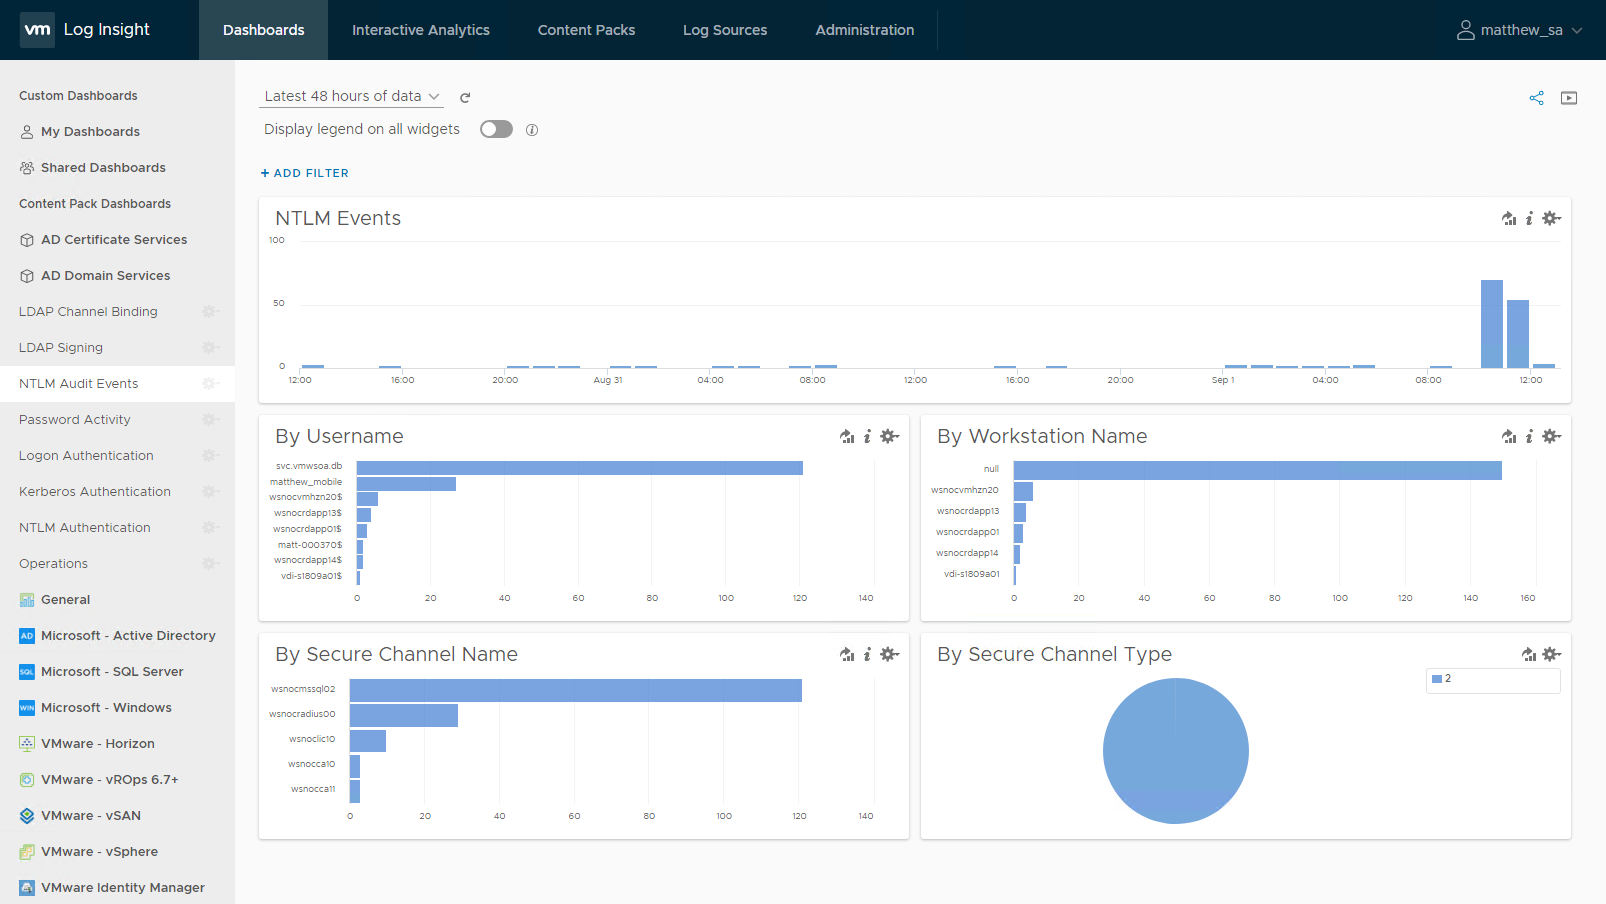 vm Log Insight
Dashboards
Interactive Analytics
Content Packs
Log Sources
Administration
matthew_sa
Custom Dashboards
My Dashboards
Shared Dashboards
Content Pack Dashboards
AD Certificate Services
AD Domain Services
LDAP Channel Binding
LDAP Signing
NTLM Audit Events
Password Activity
Logon Authentication
Kerberos Authentication
NTLM Authentication
Operations
General
AD Microsoft - Active Directory
SQL Microsoft - SQL Server
WIN Microsoft - Windows
VMware - Horizon
VMware - vROps 6.7+
VMware - vSAN
VMware - vSphere
VMware Identity Manager
Latest 48 hours of data
Display legend on all widgets
+ ADD FILTER
NTLM Events
100
50
0
12:00 16:00 20:00 Aug 31 04:00 08:00 12:00 16:00 20:00 Sep 1 04:00 08:00 12:00
By Username
svc.vmwsoa.db
matthew_mobile
wsnocvmhzn20$
wsnocrdapp13$
wsnocrdapp01$
matt-000370$
wsnocrdapp14$
vdi-s1809a01$
0 20 40 60 80 100 120 140
By Workstation Name
null
wsnocvmhzn20
wsnocrdapp13
wsnocrdapp01
wsnocrdapp14
vdi-s1809a01
0 20 40 60 80 100 120 140 160
By Secure Channel Name
wsnocmssql02
wsnocradius00
wsnoclic10
wsnocca10
wsnocca11
0 20 40 60 80 100 120 140
By Secure Channel Type
2